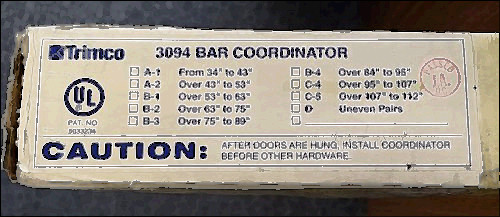 Trimco 3094 BAR COORDINATOR
A-1 From 34" to 43"
A-2 Over 43" to 53"
B-1 Over 53" to 63"
B-2 Over 63" to 75"
B-3 Over 75" to 89"
B-4 Over 84" to 95"
C-4 Over 95" to 107"
C-5 Over 107" to 112"
Uneven Pairs
UL
PAT. NO.
CAUTION: AFTER DOORS ARE HUNG, INSTALL COORDINATOR
BEFORE OTHER HARDWARE.